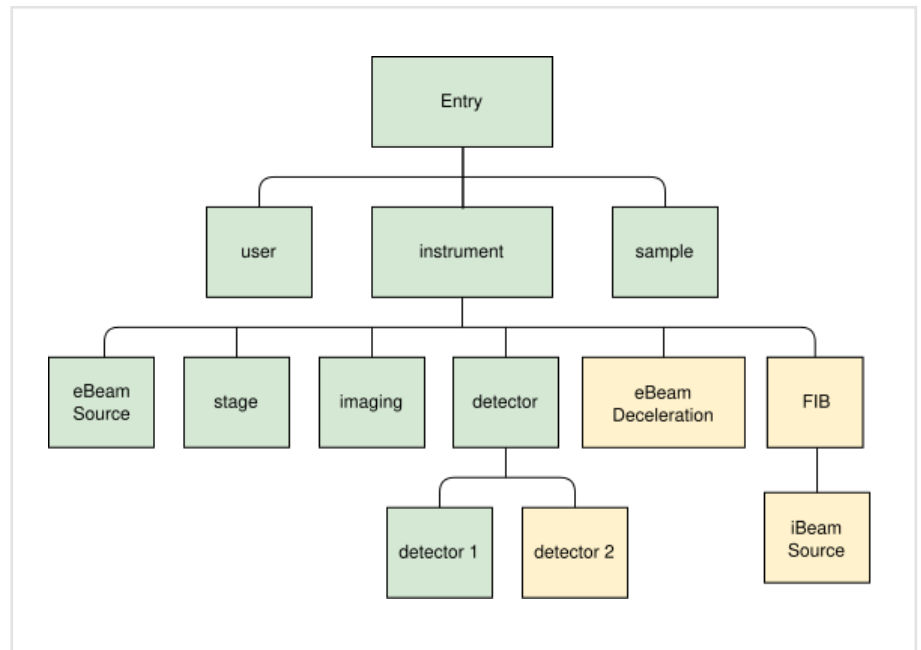 Entry
user
instrument
sample
eBeam
Source
stage
imaging
detector
eBeam
Deceleration
FIB
detector 1
detector 2
iBeam
Source